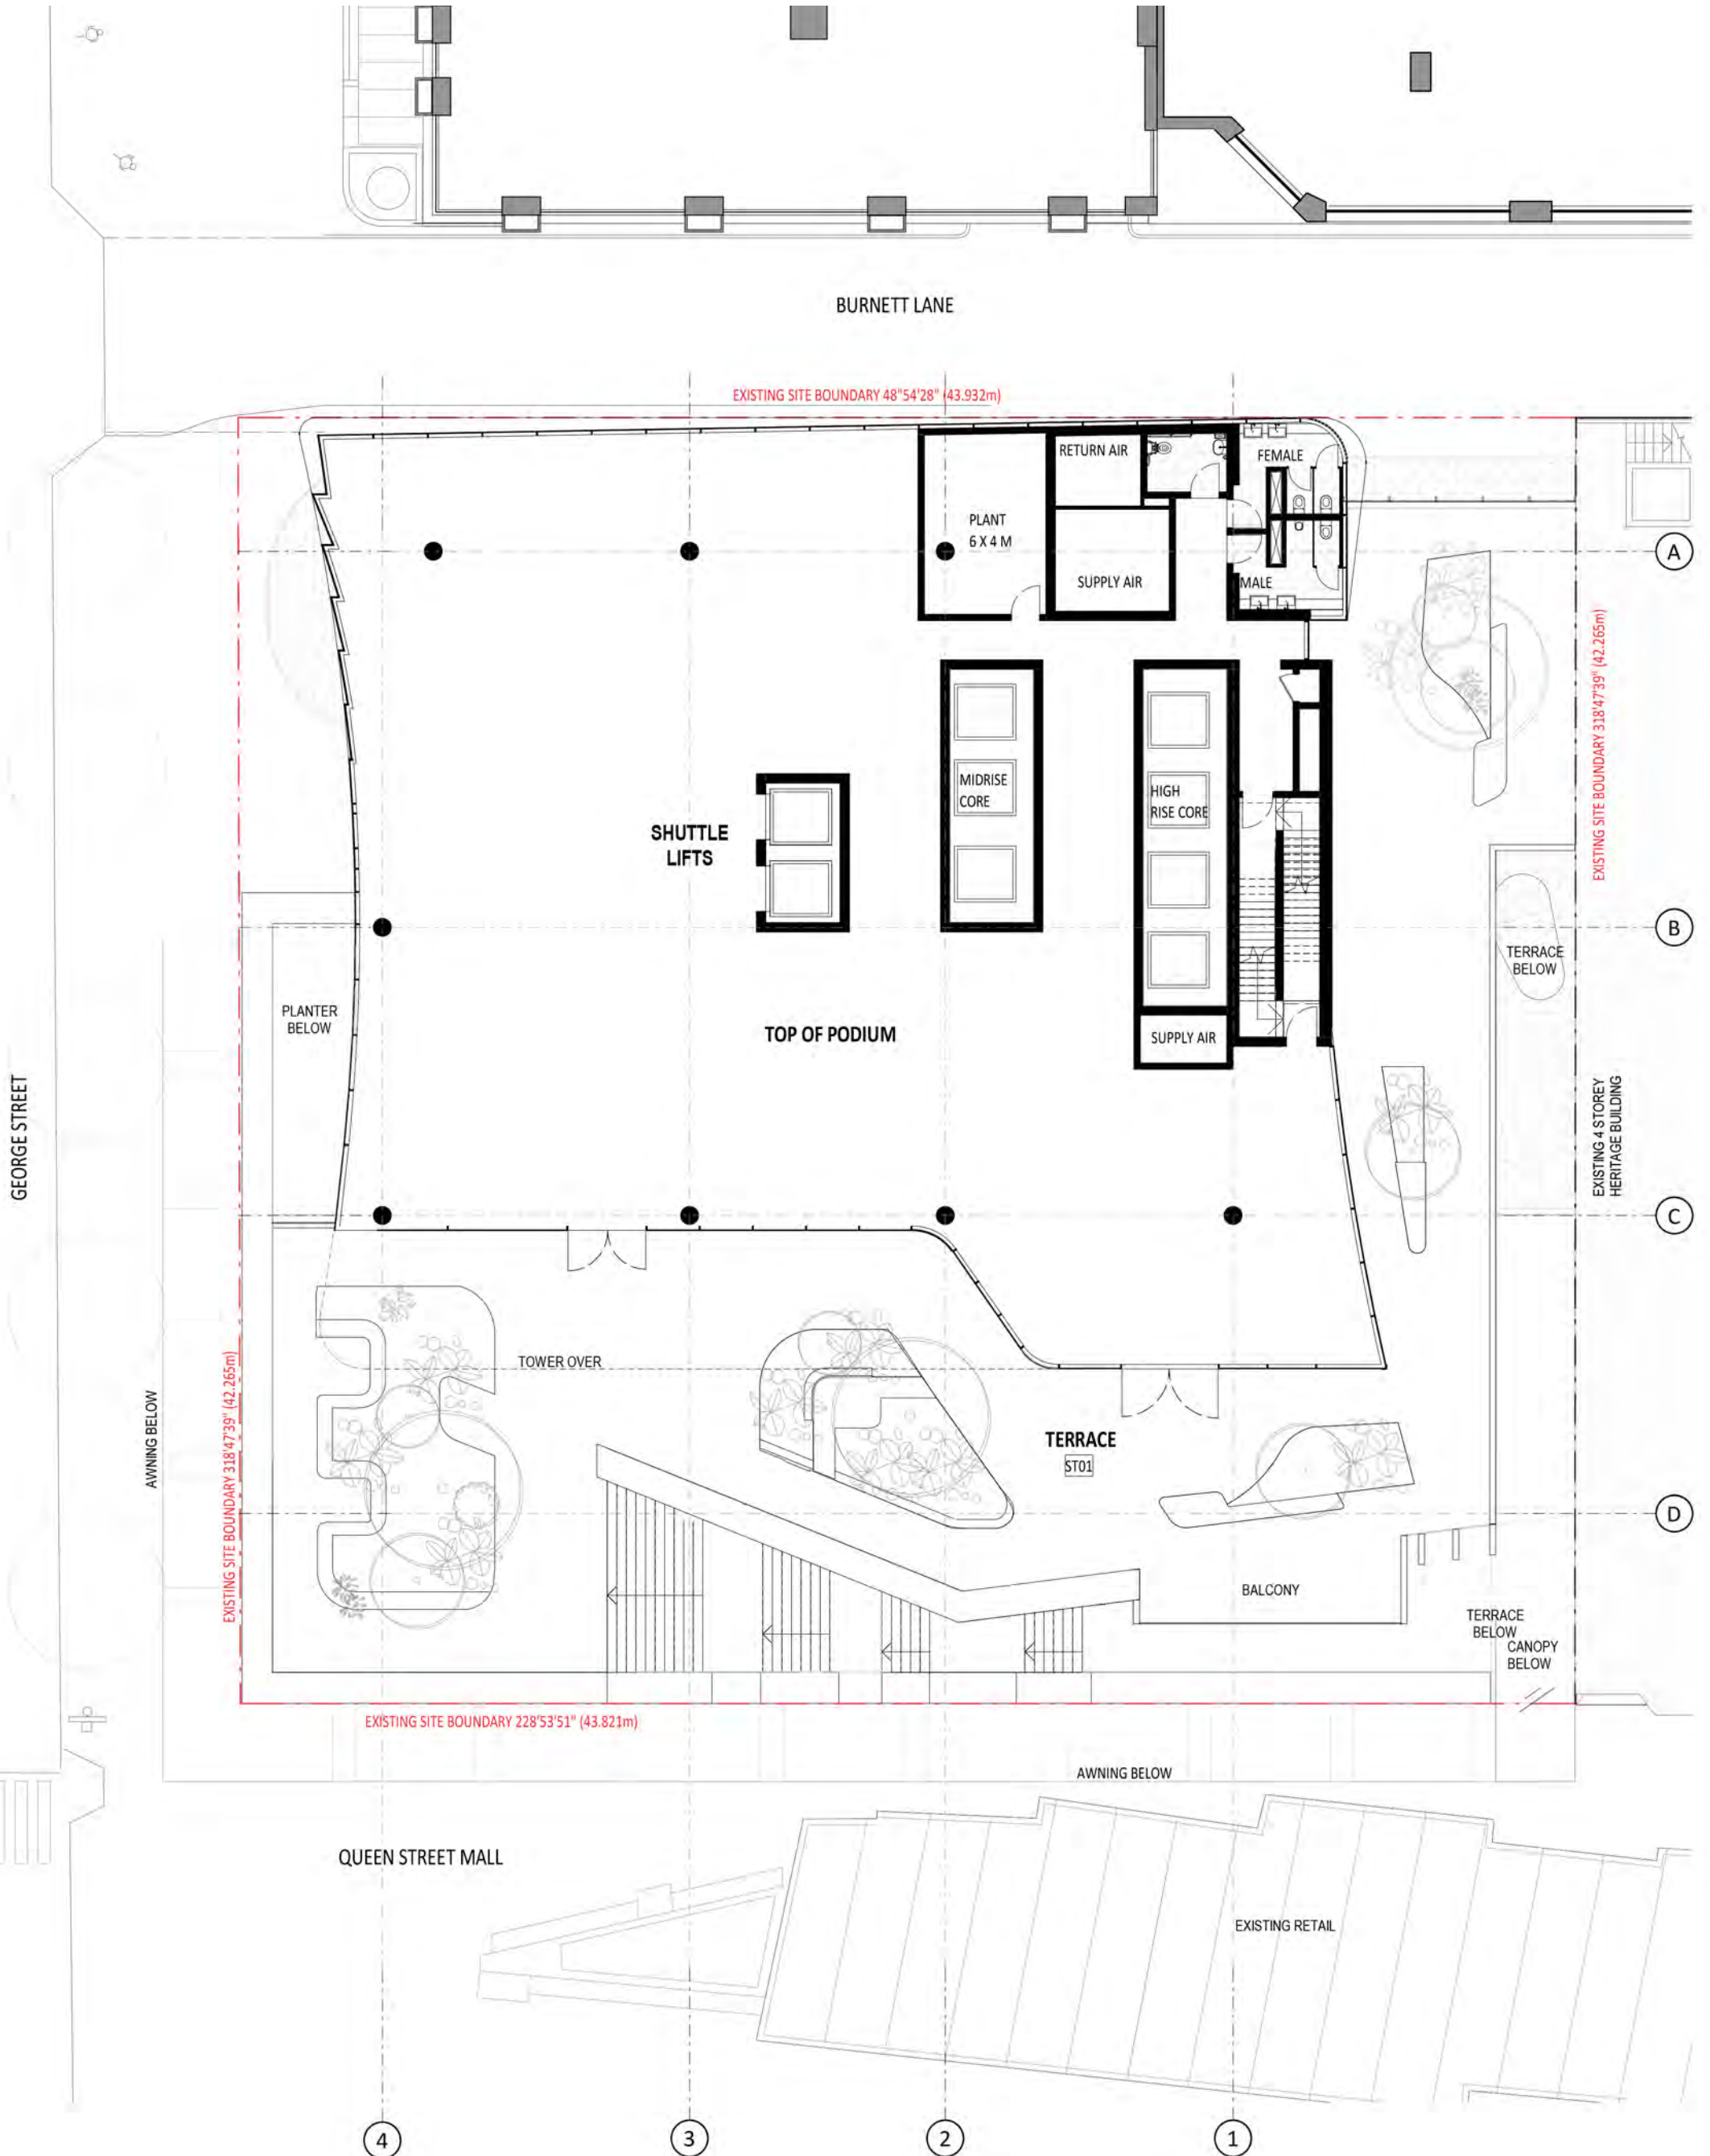 BURNETT LANE
EXISTING SITE BOUNDARY 48°54'28" (43.932m)
RETURN AIR
FEMALE
PLANT
6 X 4 M
A
SUPPLY AIR
MALE
EXISTING SITE BOUNDARY 318°47'39" (42.265m)
MIDRISE
CORE
HIGH
RISE CORE
SHUTTLE
LIFTS
B
TERRACE
BELOW
PLANTER
BELOW
TOP OF PODIUM
SUPPLY AIR
GEORGE STREET
EXISTING 4 STOREY
HERITAGE BUILDING
C
TOWER OVER
AWNING BELOW
EXISTING SITE BOUNDARY 318°47'39" (42.265m)
TERRACE
ST01
D
BALCONY
TERRACE
BELOW
CANOPY
BELOW
EXISTING SITE BOUNDARY 228°53'51" (43.821m)
AWNING BELOW
QUEEN STREET MALL
EXISTING RETAIL
4
3
2
1